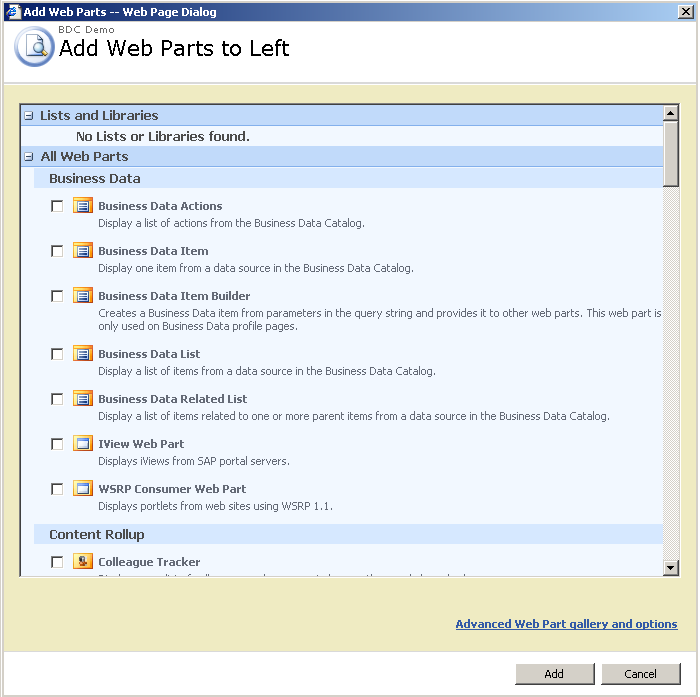 Add Web Parts -- Web Page Dialog
BDC Demo
Add Web Parts to Left
Lists and Libraries
No Lists or Libraries found.
All Web Parts
Business Data
Business Data Actions
Display a list of actions from the Business Data Catalog.
Business Data Item
Display one item from a data source in the Business Data Catalog.
Business Data Item Builder
Creates a Business Data item from parameters in the query string and provides it to other web parts. This web part is
only used on Business Data profile pages.
Business Data List
Display a list of items from a data source in the Business Data Catalog.
Business Data Related List
Display a list of items related to one or more parent items from a data source in the Business Data Catalog.
IView Web Part
Displays iViews from SAP portal servers.
WSRP Consumer Web Part
Displays portlets from web sites using WSRP 1.1.
Content Rollup
Colleague Tracker
Advanced Web Part gallery and options
Add
Cancel